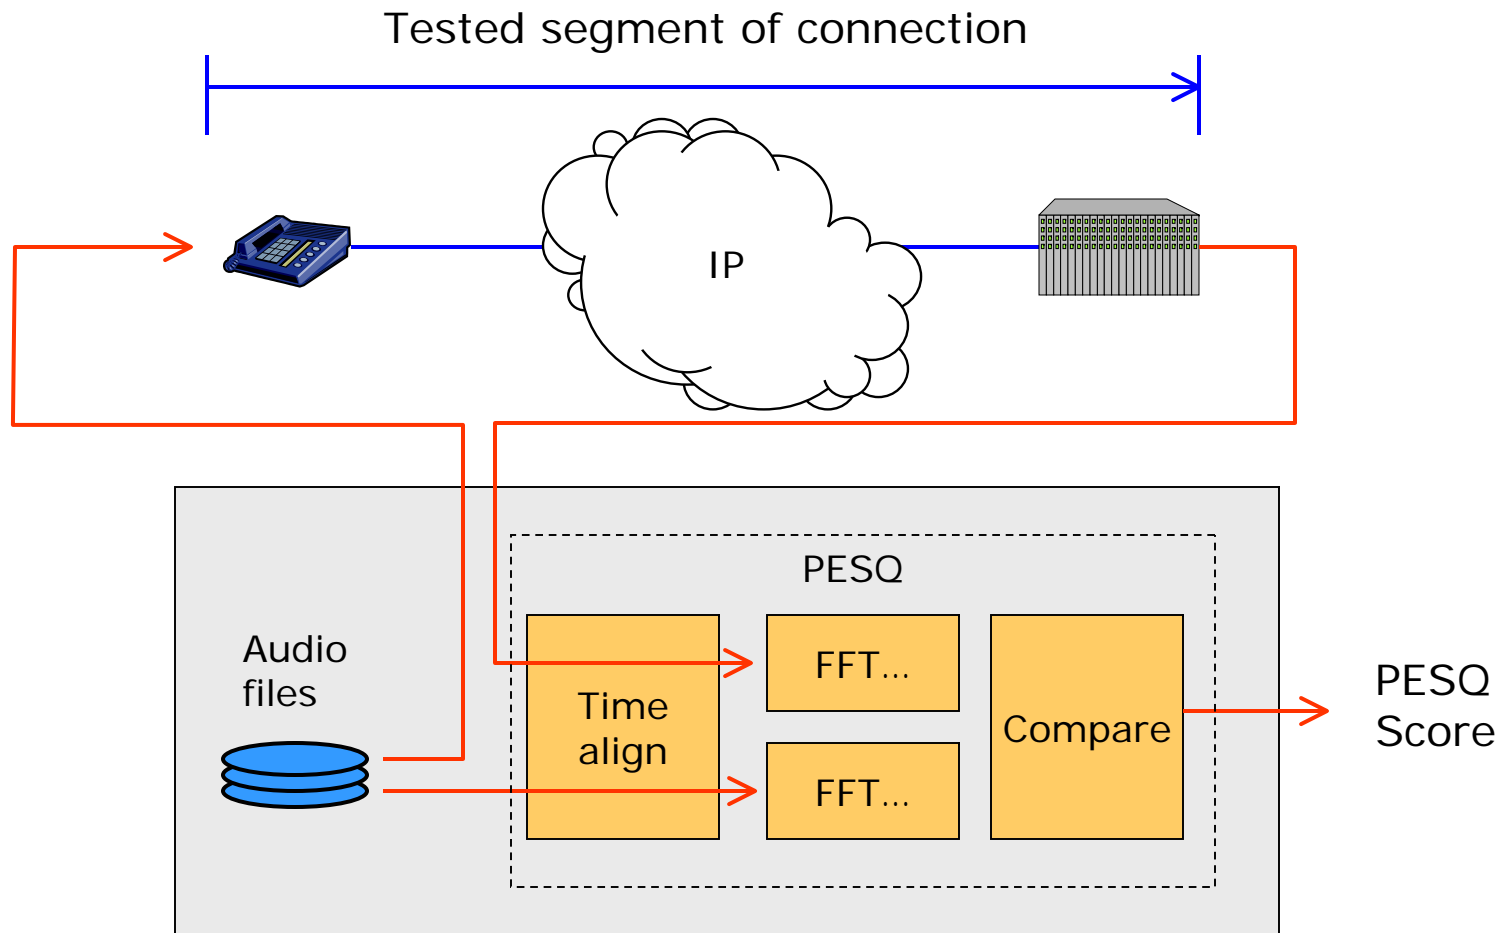 Tested segment of connection
IP
PESQ
Audio
files
Time
align
FFT...
FFT...
Compare
PESQ
Score